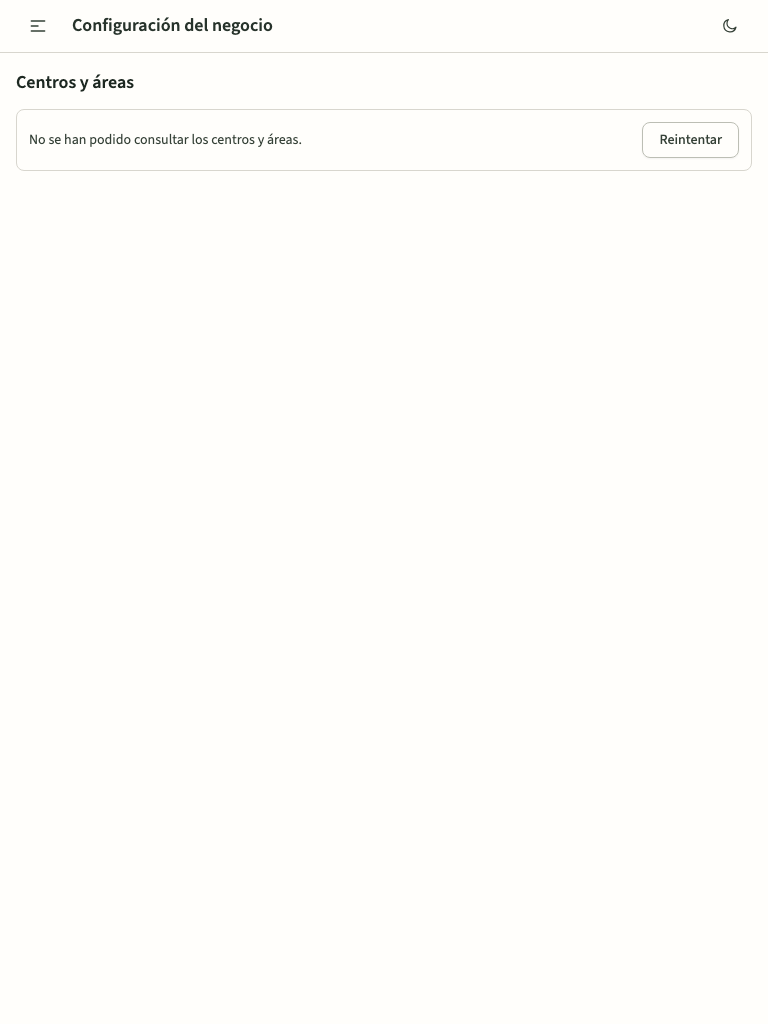 Configuración del negocio
Centros y áreas
No se han podido consultar los centros y áreas.
Reintentar